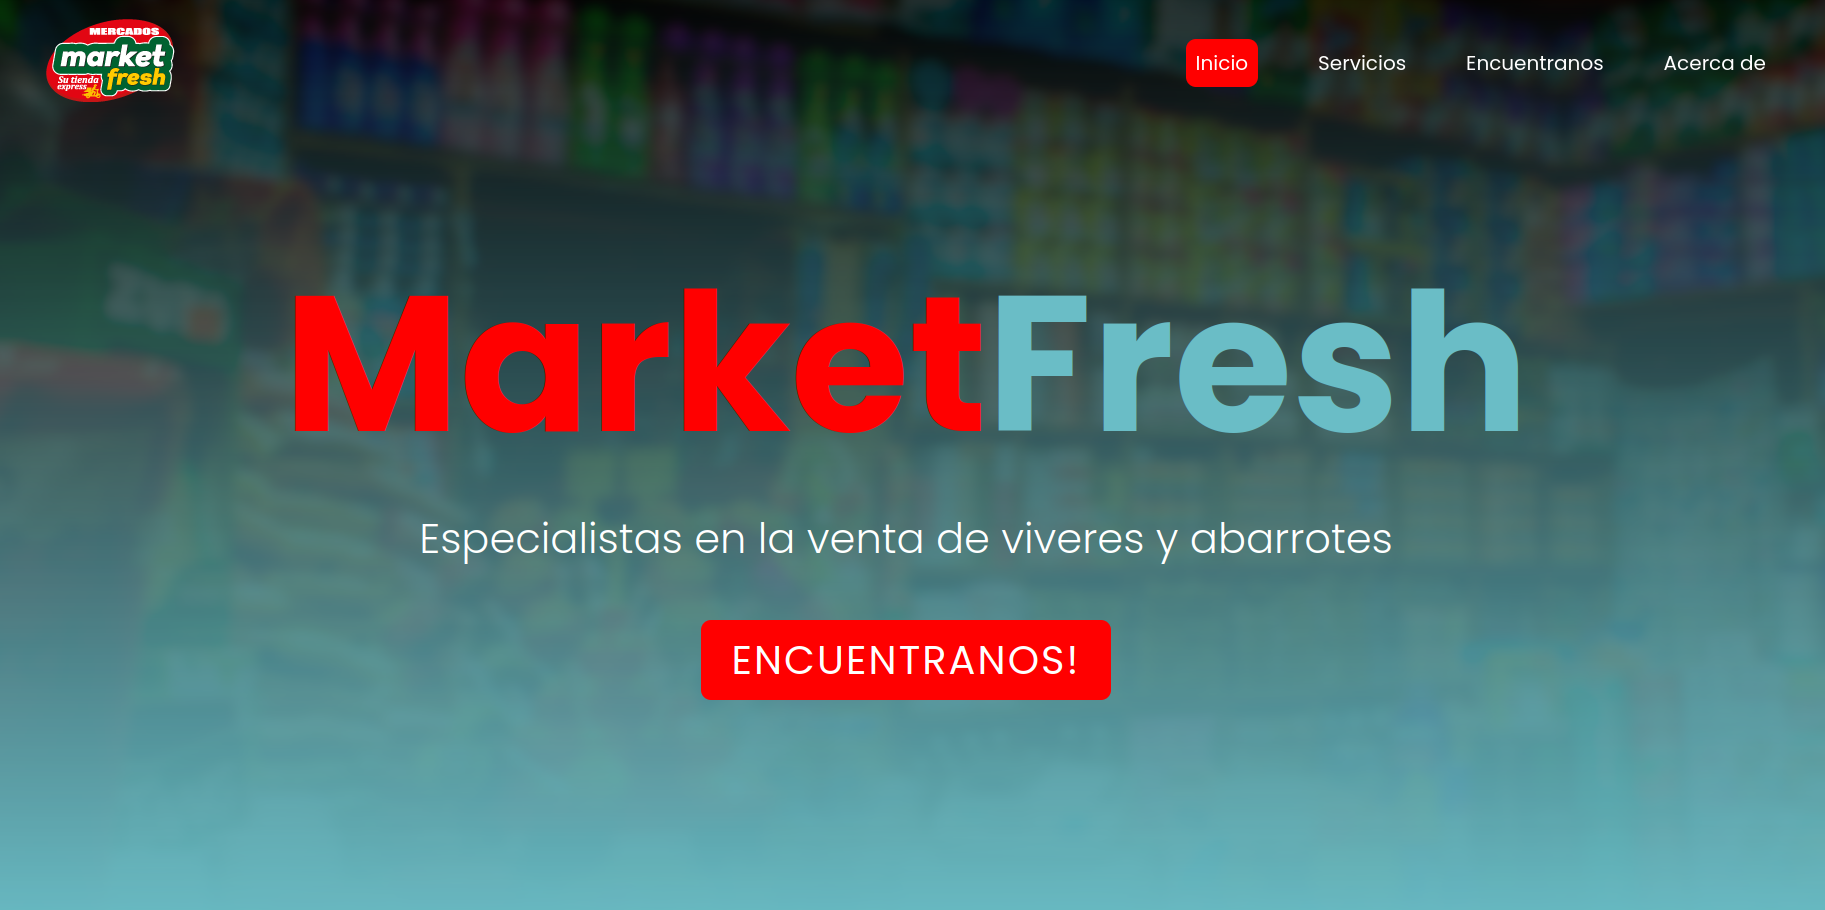 MERCADOS
market
fresh
Su tienda
express
Inicio
Servicios
Encuentranos
Acerca de
MarketFresh
Especialistas en la venta de viveres y abarrotes
ENCUENTRANOS!